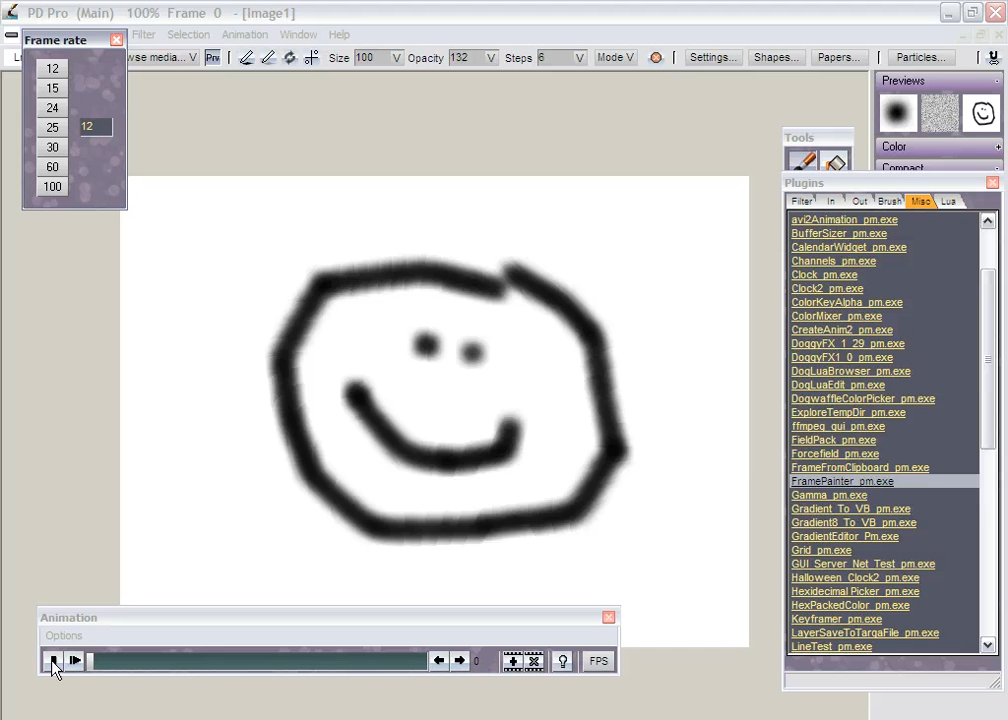 PD Pro (Main) 100% Frame 0 - [Image1]
Filter Selection Animation Window Help
Frame rate
wse media... V Prv Size 100 V Opacity 132 V Steps 6 V Mode V Settings... Shapes... Papers... Particles...
12
15
24
25 12
30
60
100
Previews
Color +
Compact
Tools
Plugins
Filter In Out Brush Misc Lua
avi2Animation_pm.exe
BufferSizer_pm.exe
CalendarWidget_pm.exe
Channels_pm.exe
Clock_pm.exe
Clock2_pm.exe
ColorKeyAlpha_pm.exe
ColorMixer_pm.exe
CreateAnim2_pm.exe
DoggyFX_1_29_pm.exe
DoggyFX1_0_pm.exe
DogLuaBrowser_pm.exe
DogLuaEdit_pm.exe
DogwaffleColorPicker_pm.exe
ExploreTempDir_pm.exe
ffmpeg_gui_pm.exe
FieldPack_pm.exe
Forcefield_pm.exe
FrameFromClipboard_pm.exe
FramePainter_pm.exe
Gamma_pm.exe
Gradient_To_VB_pm.exe
Gradient8_To_VB_pm.exe
GradientEditor_Pm.exe
Grid_pm.exe
GUI_Server_Net_Test_pm.exe
Halloween_Clock2_pm.exe
Hexidecimal Picker_pm.exe
HexPackedColor_pm.exe
Keyframer_pm.exe
LayerSaveToTargaFile_pm.exe
LineTest_pm.exe
Animation
Options
0 FPS